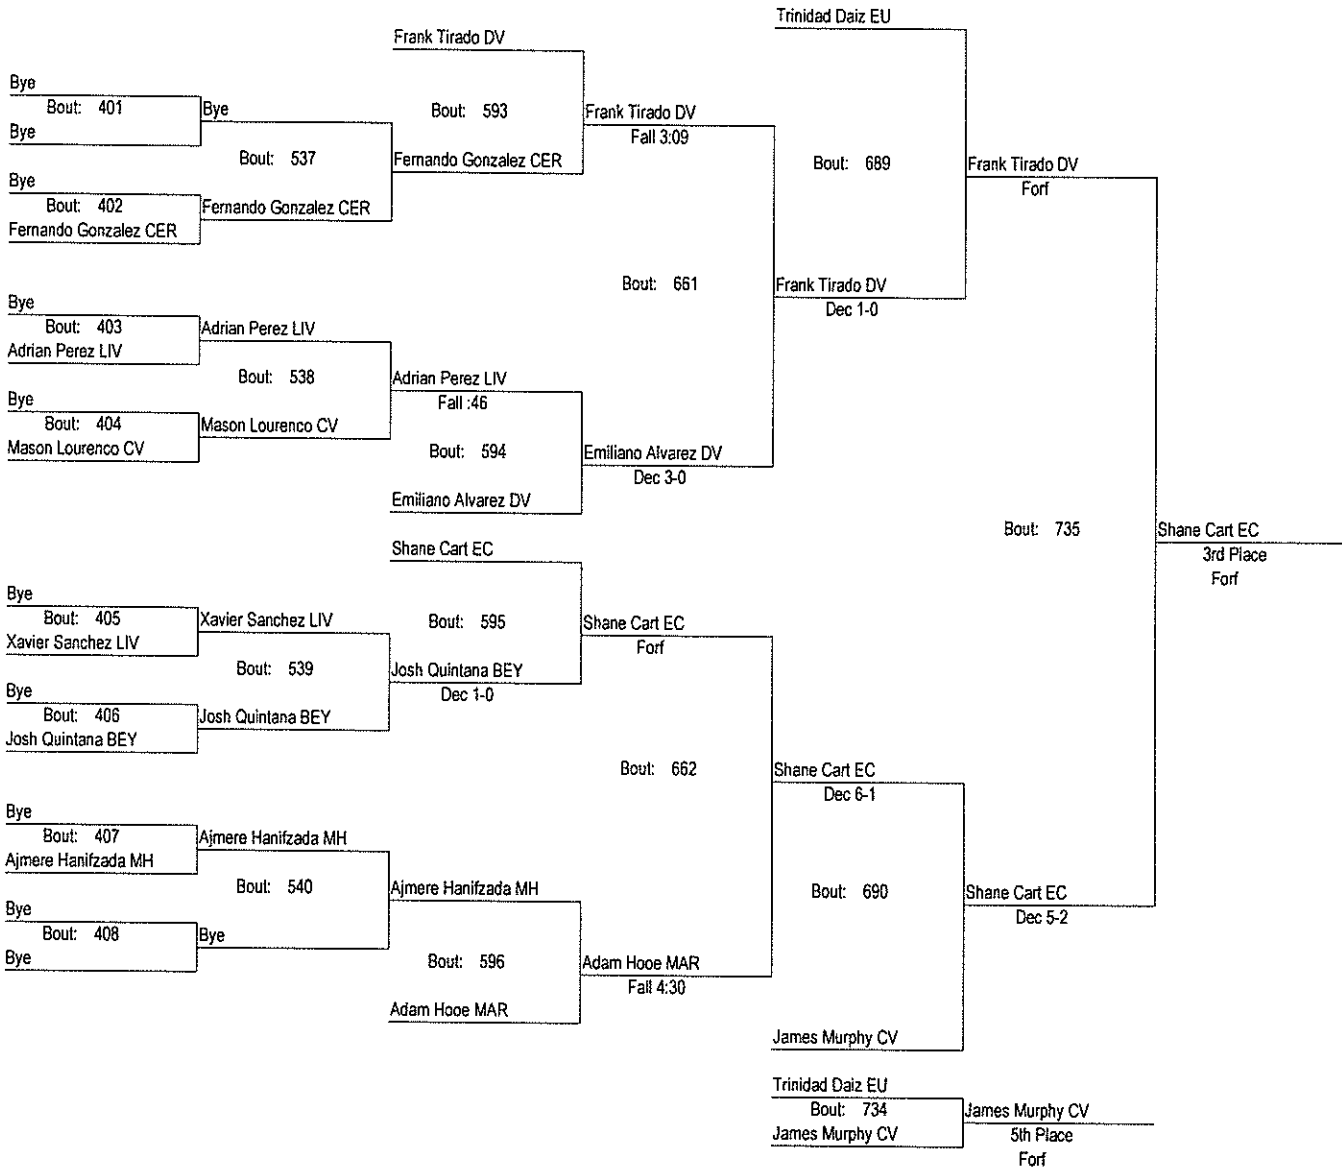 Trinidad Daiz EU
Frank Tirado DV
Bye
Bout: 401
Bye
Bout: 593
Frank Tirado DV
Bye
Fall 3:09
Bout: 537
Fernando Gonzalez CER
Bout: 689
Frank Tirado DV
Bye
Forf
Bout: 402
Fernando Gonzalez CER
Fernando Gonzalez CER
Bout: 661
Frank Tirado DV
Bye
Dec 1-0
Bout: 403
Adrian Perez LIV
Adrian Perez LIV
Bout: 538
Adrian Perez LIV
Bye
Fall :46
Bout: 404
Mason Lourenco CV
Mason Lourenco CV
Bout: 594
Emiliano Alvarez DV
Dec 3-0
Emiliano Alvarez DV
Bout: 735
Shane Cart EC
Shane Cart EC
3rd Place
Forf
Bye
Bout: 405
Xavier Sanchez LIV
Bout: 595
Shane Cart EC
Xavier Sanchez LIV
Forf
Bout: 539
Josh Quintana BEY
Bye
Dec 1-0
Bout: 406
Josh Quintana BEY
Josh Quintana BEY
Bout: 662
Shane Cart EC
Dec 6-1
Bye
Bout: 407
Ajmere Hanifzada MH
Ajmere Hanifzada MH
Bout: 540
Ajmere Hanifzada MH
Bout: 690
Shane Cart EC
Bye
Dec 5-2
Bout: 408
Bye
Bye
Bout: 596
Adam Hooe MAR
Fall 4:30
Adam Hooe MAR
James Murphy CV
Trinidad Daiz EU
Bout: 734
James Murphy CV
James Murphy CV
5th Place
Forf